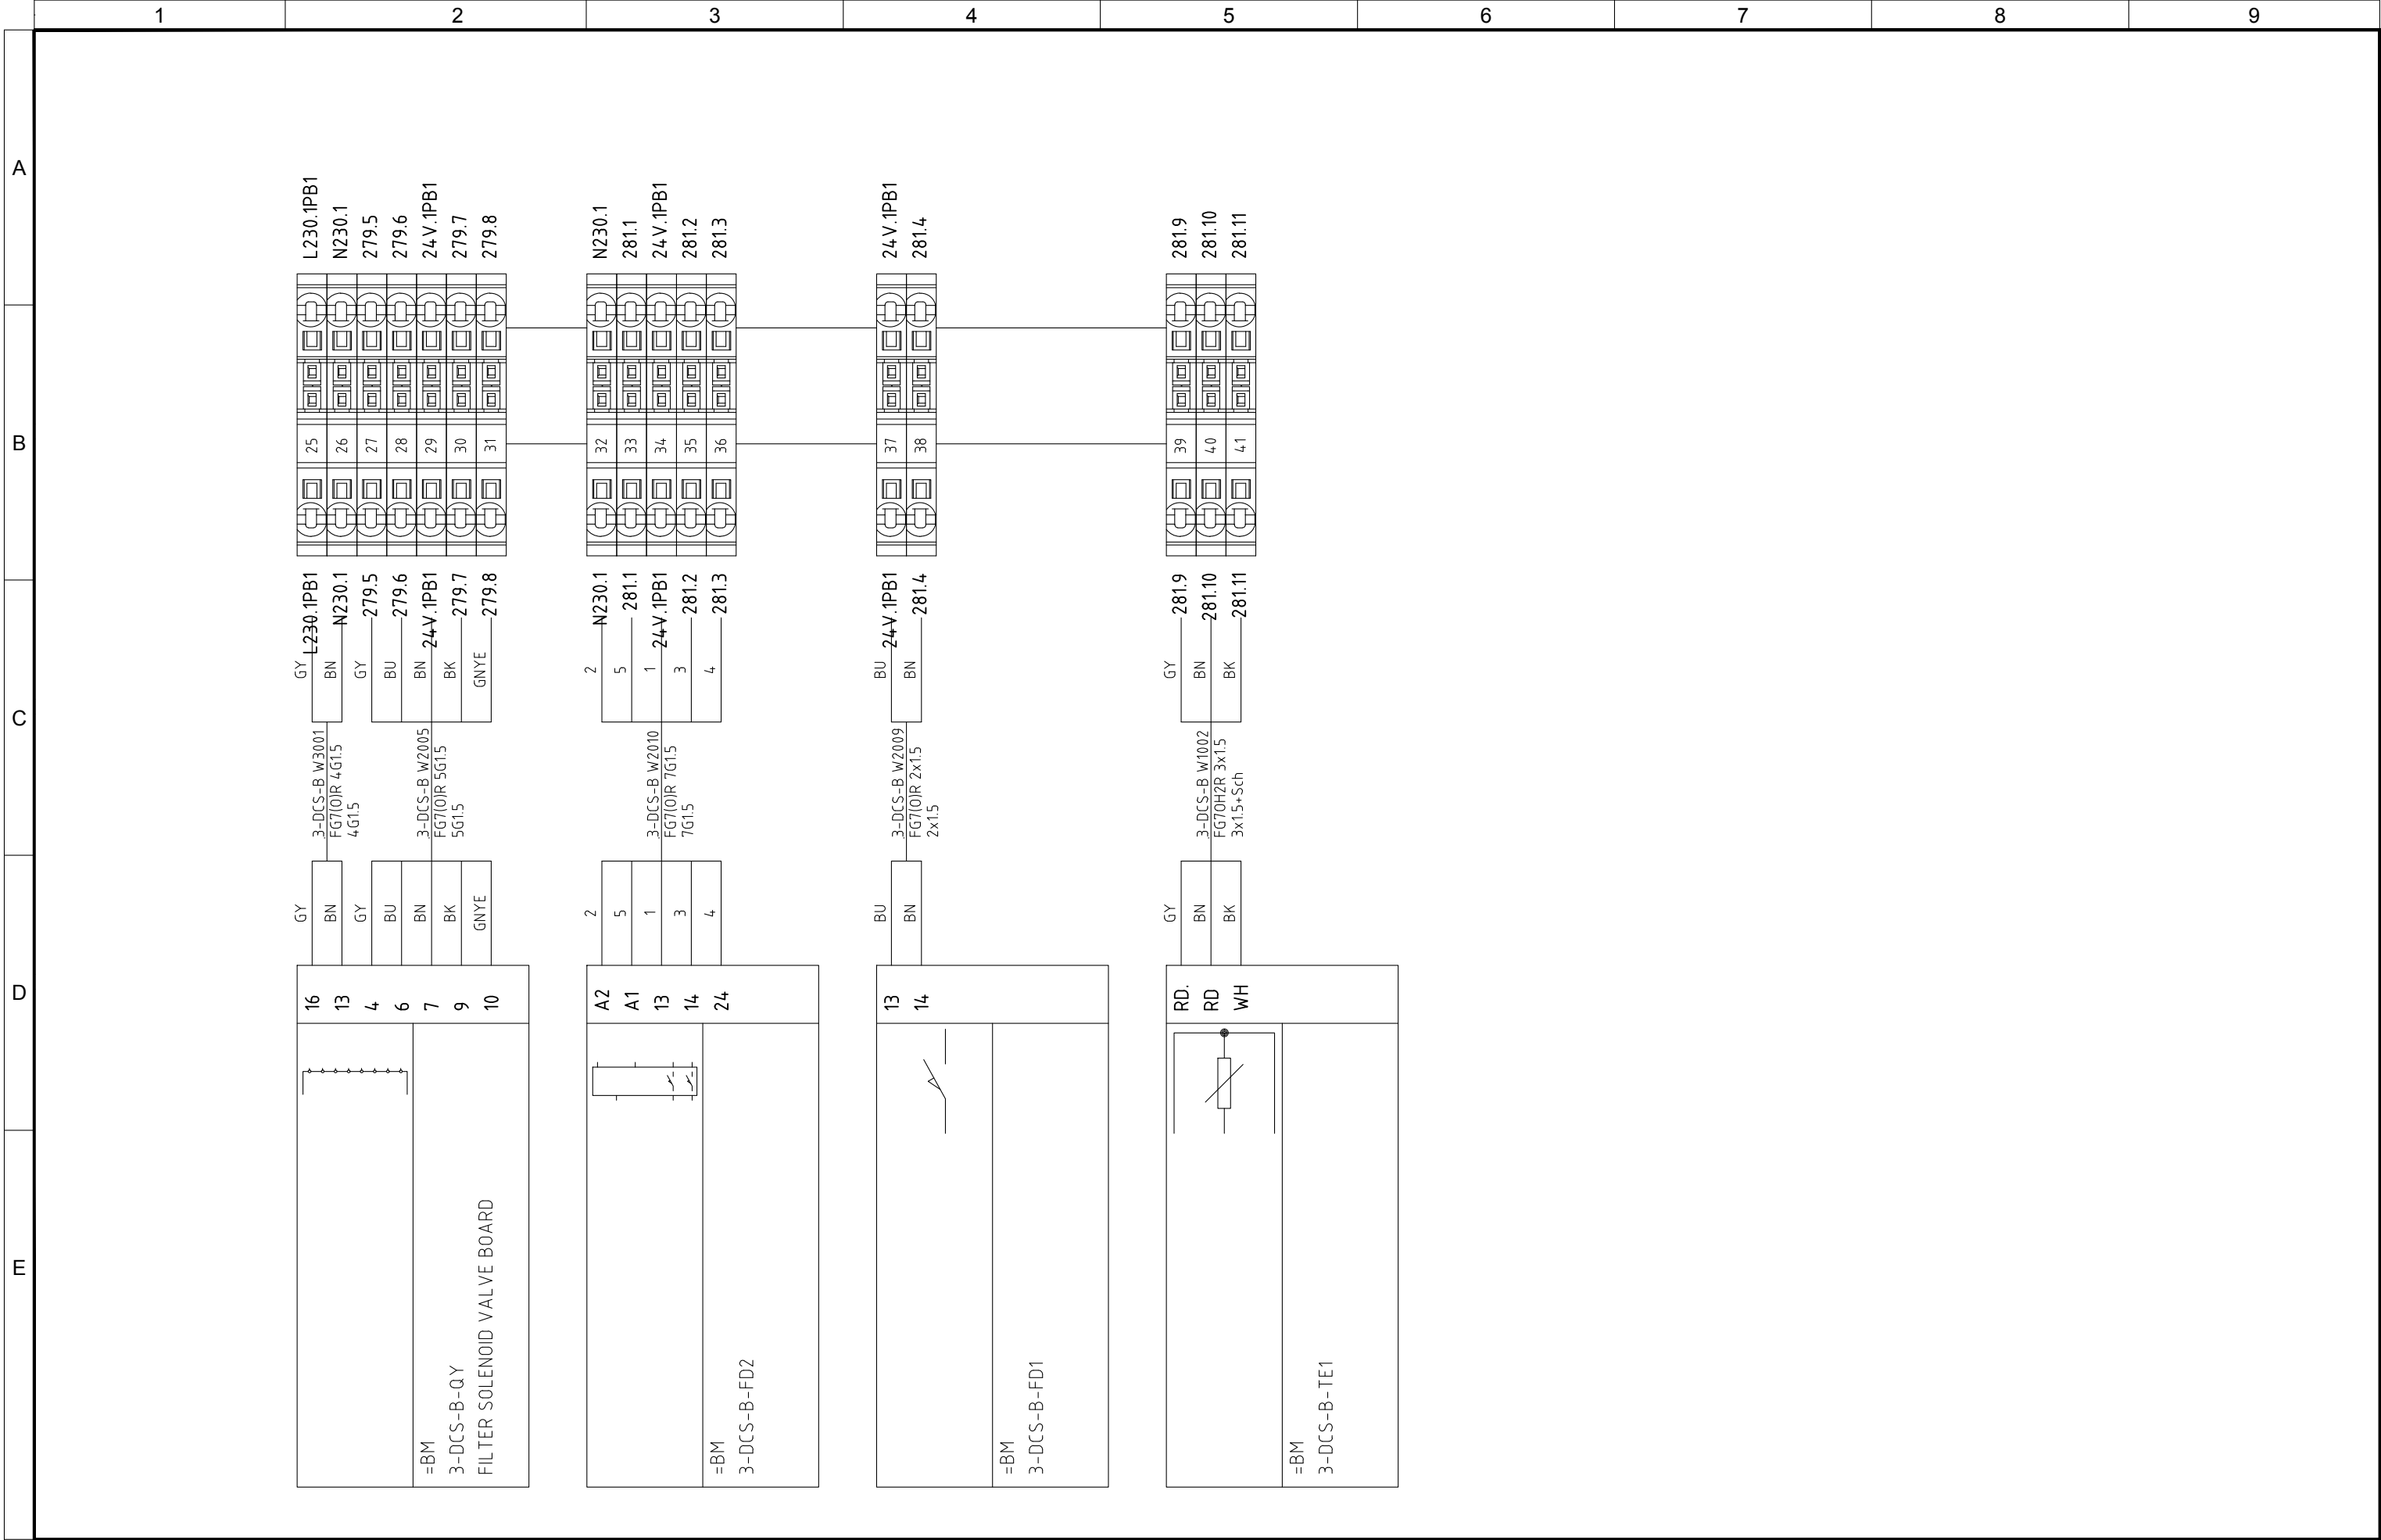 1 2 3 4 5 6 7 8 9
A
B
C
D
E
L230.1PB1
N230.1
279.5
279.6
24V.1PB1
279.7
279.8
N230.1
281.1
24V.1PB1
281.2
281.3
24V.1PB1
281.4
281.9
281.10
281.11
25
26
27
28
29
30
31
32
33
34
35
36
37
38
39
40
41
L230.1PB1
N230.1
279.5
279.6
24V.1PB1
279.7
279.8
N230.1
281.1
24V.1PB1
281.2
281.3
24V.1PB1
281.4
281.9
281.10
281.11
GY
BN
GY
BU
BN
BK
GNYE
2
5
1
3
4
BU
BN
GY
BN
BK
3-DCS-B W3001
FG7(O)R 4G1.5
4G1.5
3-DCS-B W2005
FG7(O)R 5G1.5
5G1.5
3-DCS-B W2010
FG7(O)R 7G1.5
7G1.5
3-DCS-B W2009
FG7(O)R 2x1.5
2x1.5
3-DCS-B W1002
FG7OH2R 3x1.5
3x1.5+Sch
GY
BN
GY
BU
BN
BK
GNYE
2
5
1
3
4
BU
BN
GY
BN
BK
16
13
4
6
7
9
10
A2
A1
13
14
24
13
14
RD.
RD
WH
=BM
3-DCS-B-QY
FILTER SOLENOID VALVE BOARD
=BM
3-DCS-B-FD2
=BM
3-DCS-B-FD1
=BM
3-DCS-B-TE1